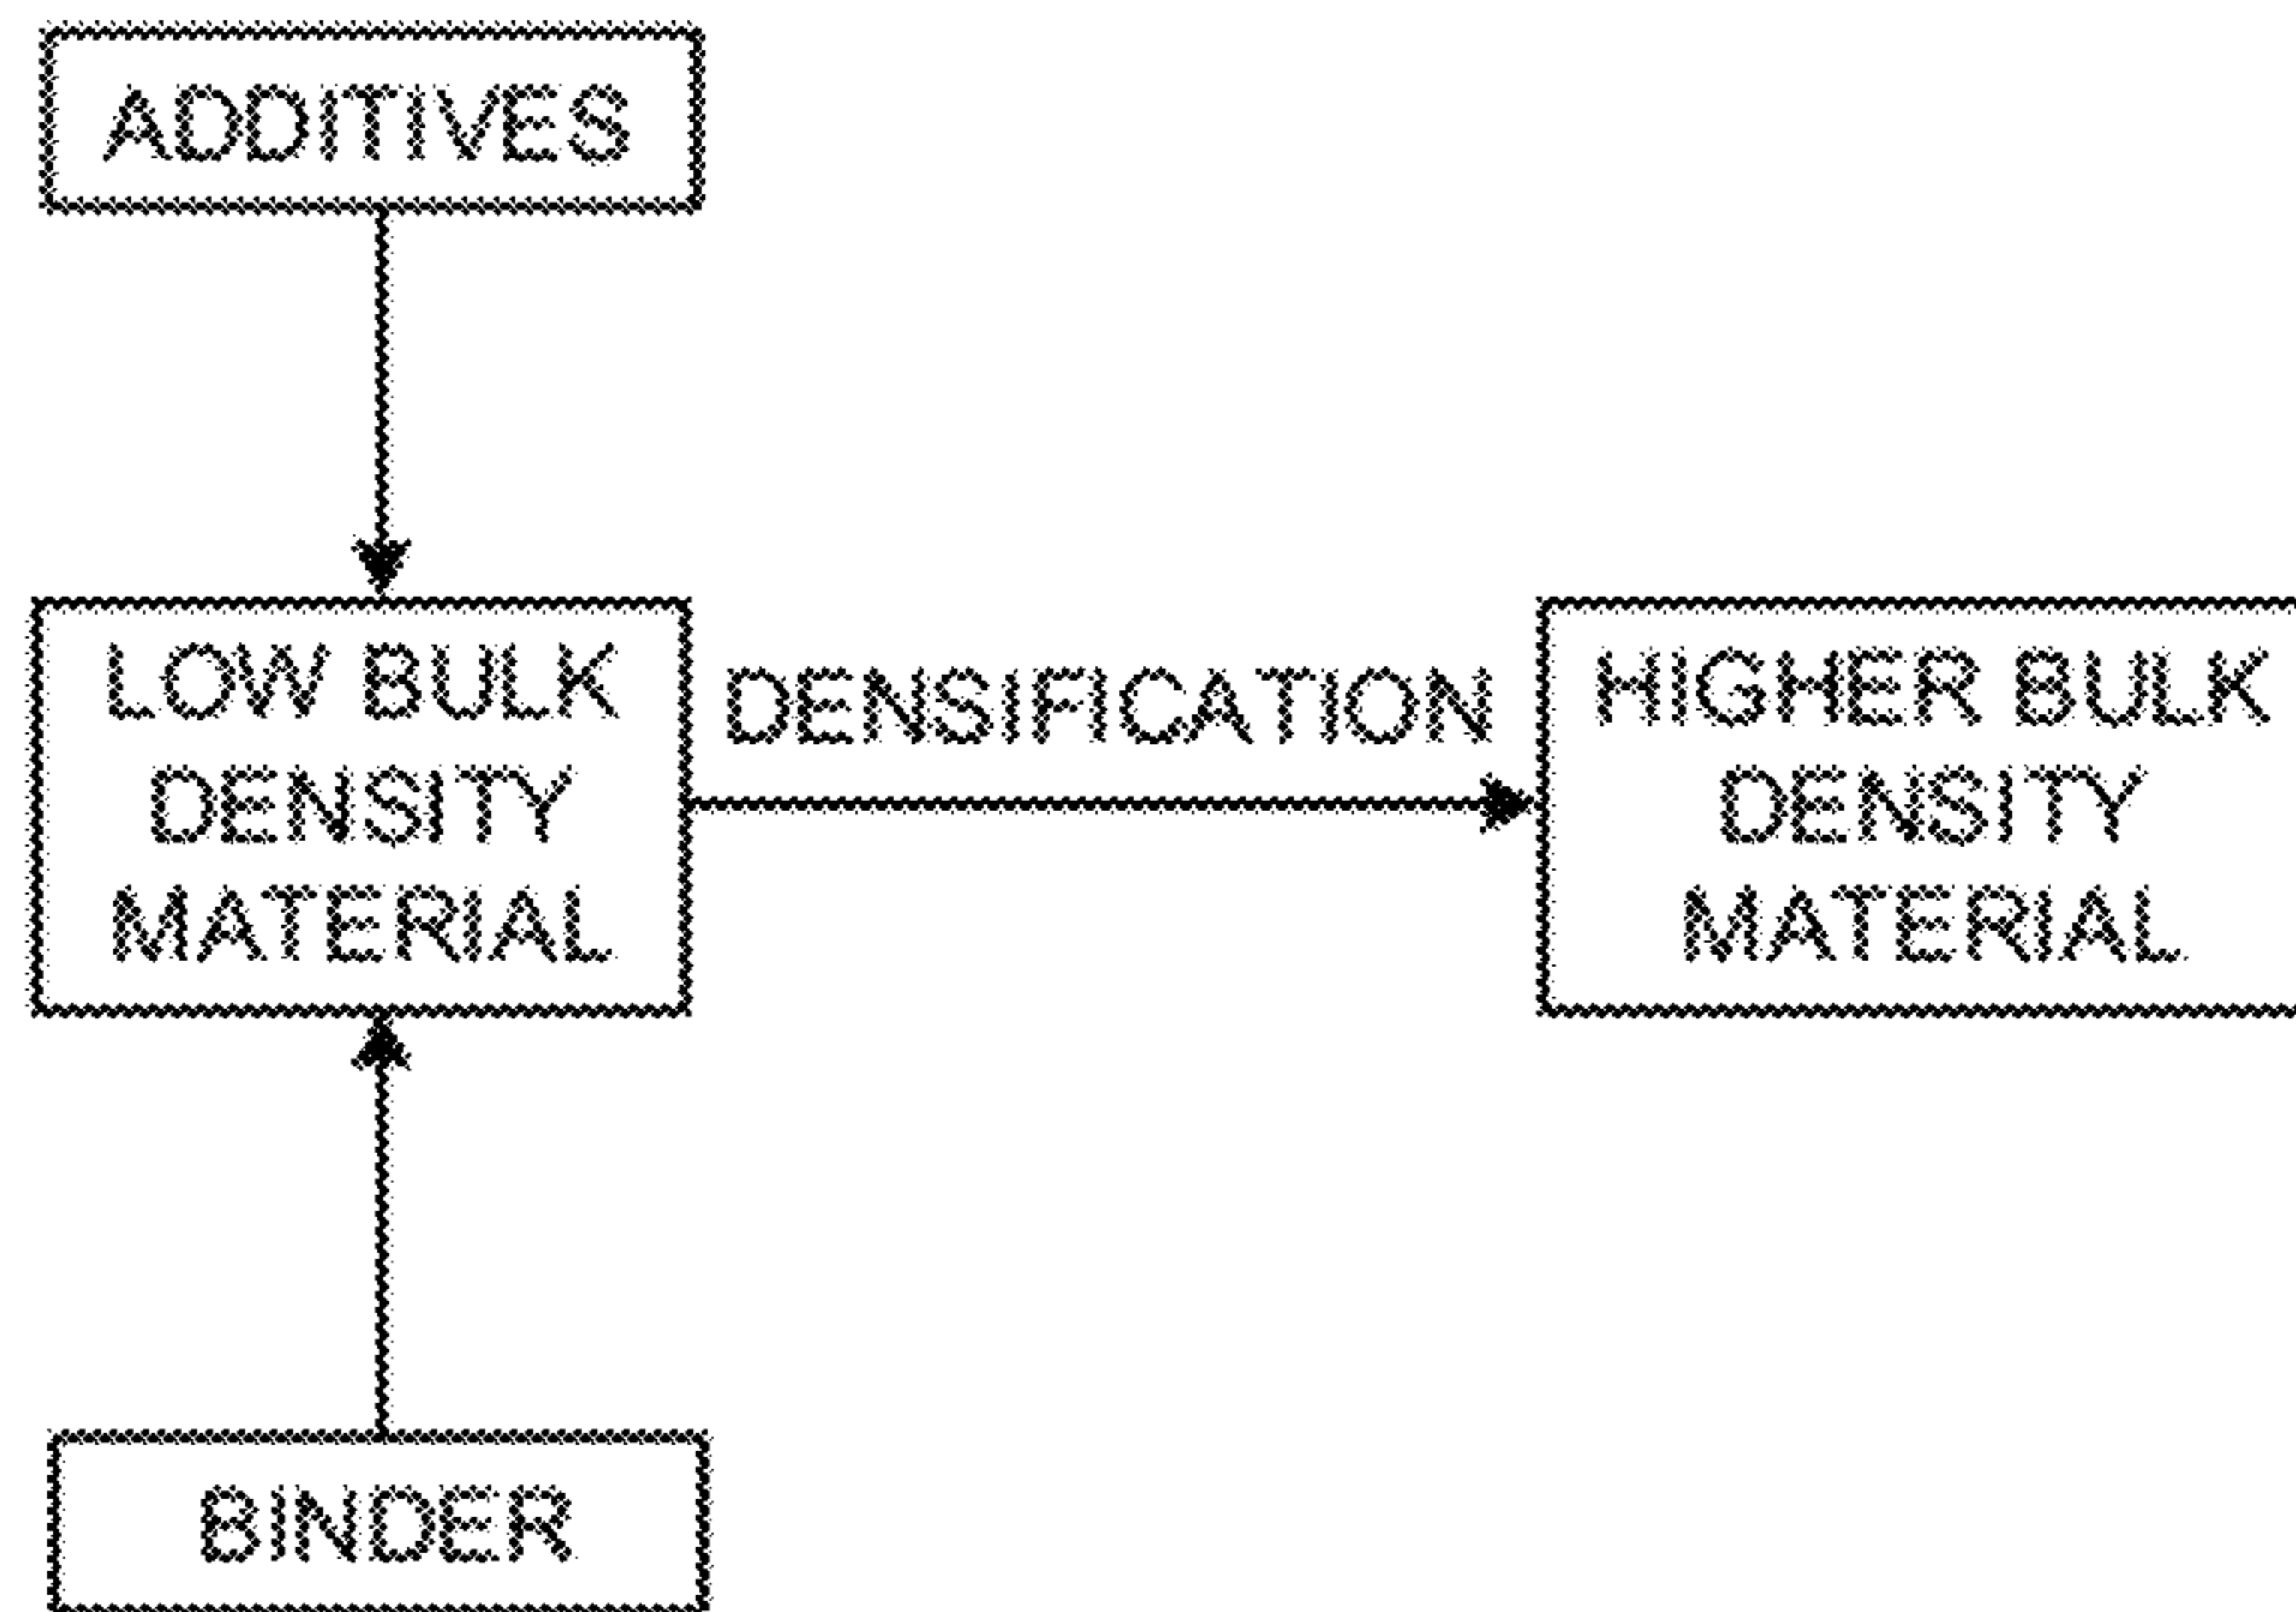 ADDITIVES
LOW BULK
DENSITY
MATERIAL
DENSIFICATION
HIGHER BULK
DENSITY
MATERIAL
BINDER